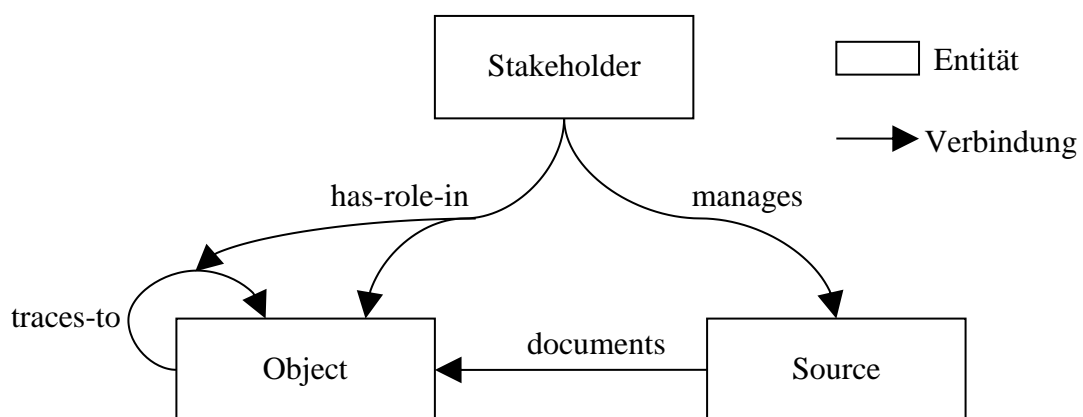 Stakeholder
Entität
Verbindung
has-role-in
manages
traces-to
documents
Object
Source